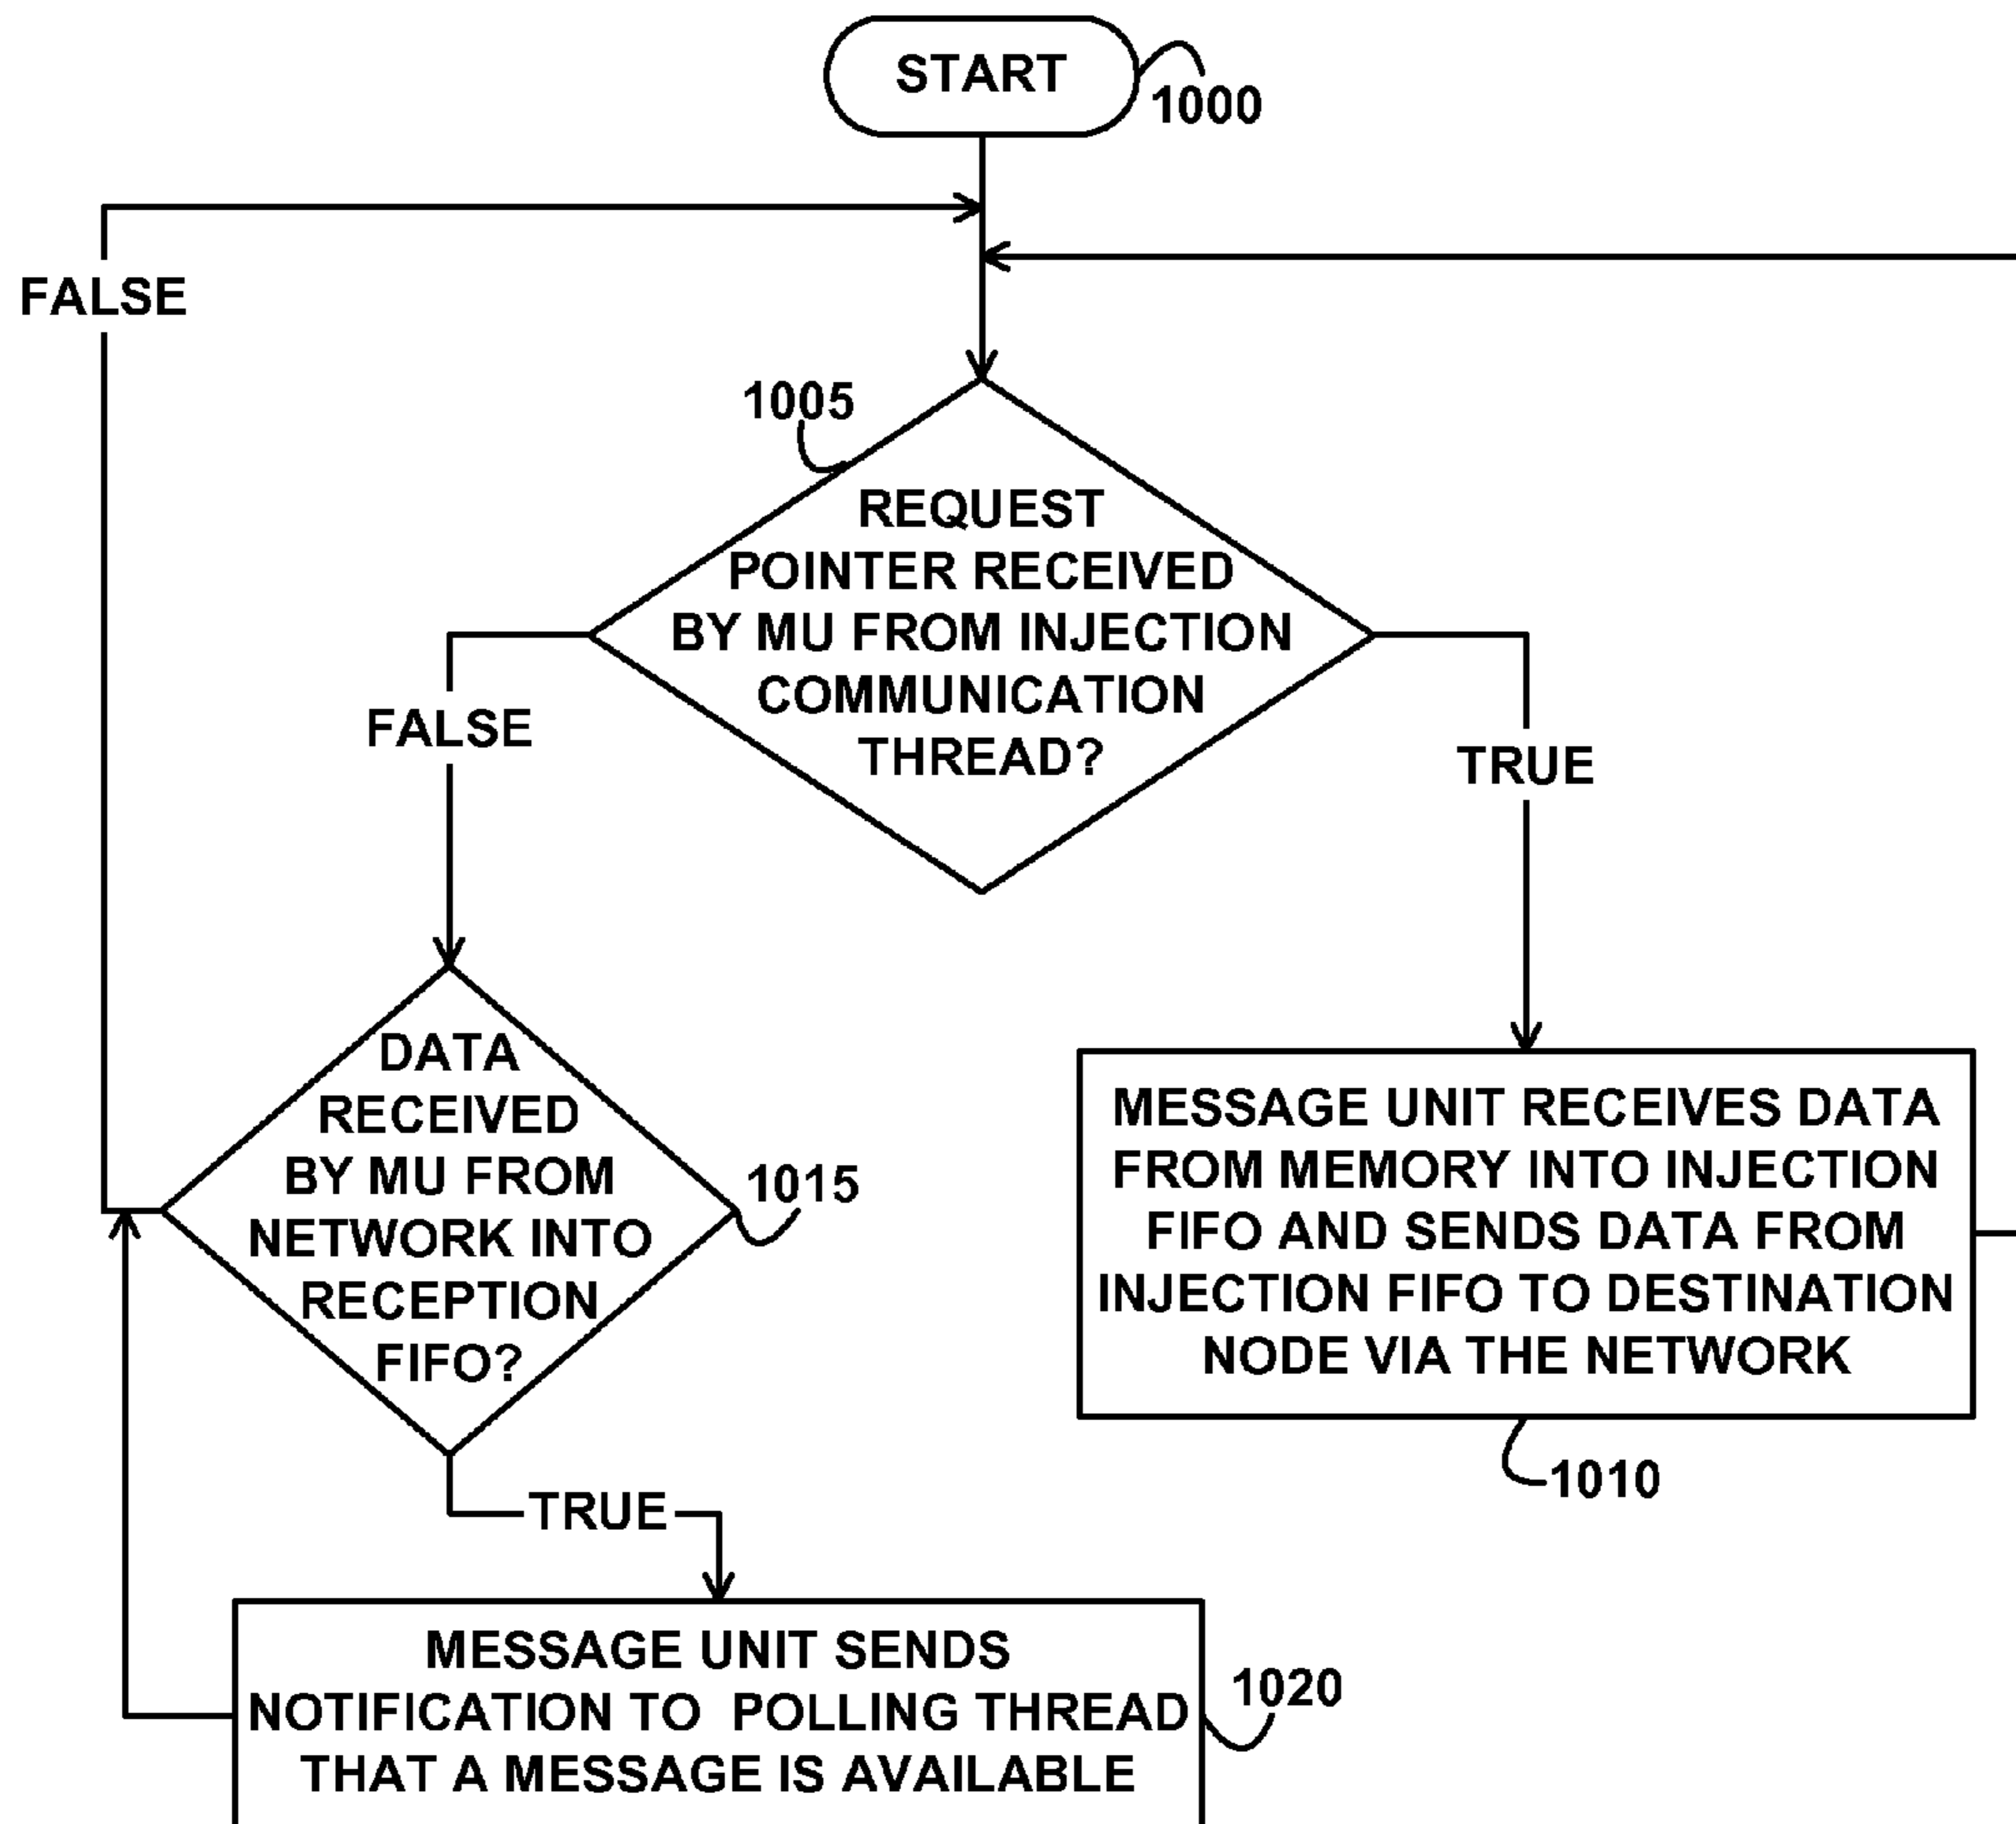 START
1000
FALSE
1005
REQUEST
POINTER RECEIVED
BY MU FROM INJECTION
COMMUNICATION
THREAD?
FALSE
TRUE
DATA
RECEIVED
BY MU FROM
NETWORK INTO
RECEPTION
FIFO?
1015
MESSAGE UNIT RECEIVES DATA
FROM MEMORY INTO INJECTION
FIFO AND SENDS DATA FROM
INJECTION FIFO TO DESTINATION
NODE VIA THE NETWORK
1010
TRUE
MESSAGE UNIT SENDS
NOTIFICATION TO POLLING THREAD
THAT A MESSAGE IS AVAILABLE
1020